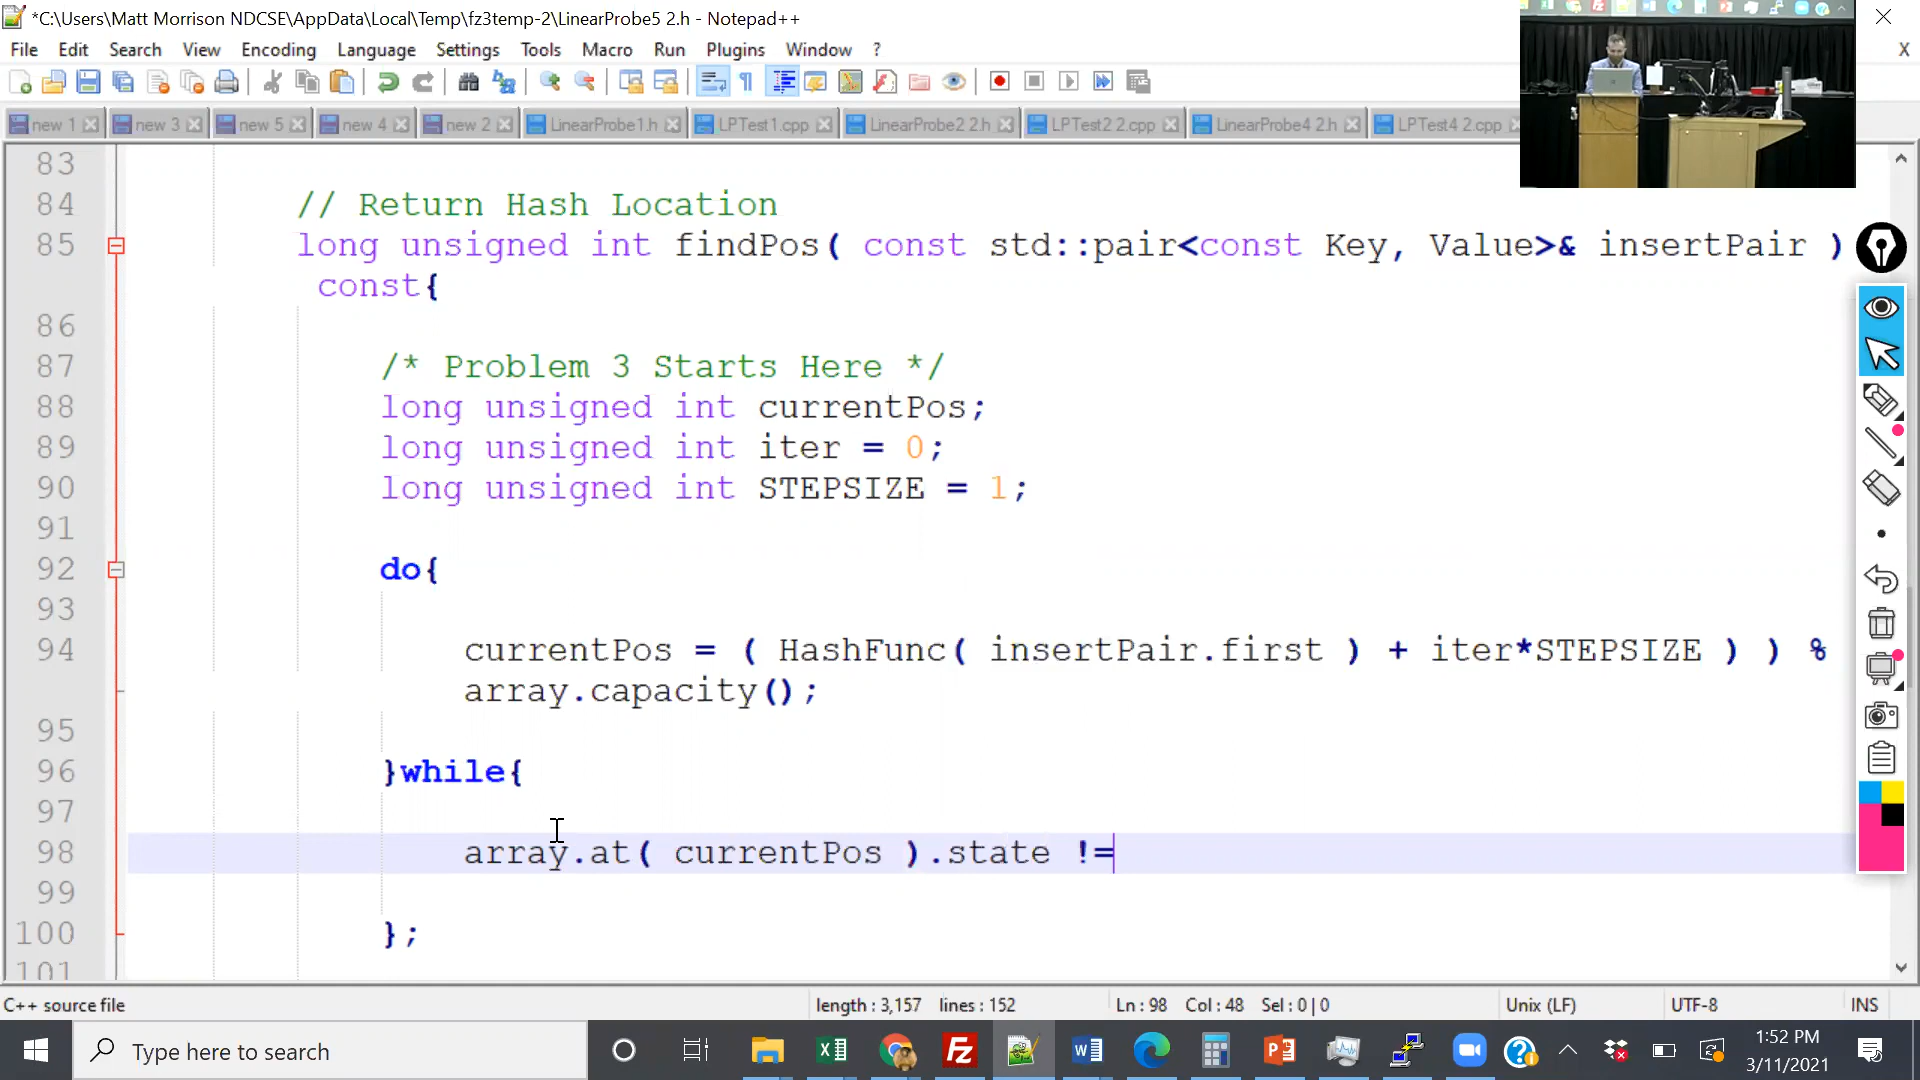 *C:\Users\Matt Morrison NDCSE\AppData\Local\Temp\fz3temp-2\LinearProbe5 2.h - Notepad++
File Edit Search View Encoding Language Settings Tools Macro Run Plugins Window ? X
new 1 new 3 new 5 new 4 new 2 LinearProbe1.h LPTest1.cpp LinearProbe2 2.h LPTest2 2.cpp LinearProbe4 2.h LPTest4 2.cpp
83
84 // Return Hash Location
85 long unsigned int findPos( const std::pair<const Key, Value>& insertPair )
const{
86
87 /* Problem 3 Starts Here */
88 long unsigned int currentPos;
89 long unsigned int iter = 0;
90 long unsigned int STEPSIZE = 1;
91
92 do{
93
94 currentPos = ( HashFunc( insertPair.first ) + iter*STEPSIZE ) ) %
array.capacity();
95
96 }while{
97
98 array.at( currentPos ).state !=
99
100 };
101
C++ source file length : 3,157 lines : 152 Ln : 98 Col : 48 Sel : 0 | 0 Unix (LF) UTF-8 INS
Type here to search
1:52 PM
3/11/2021